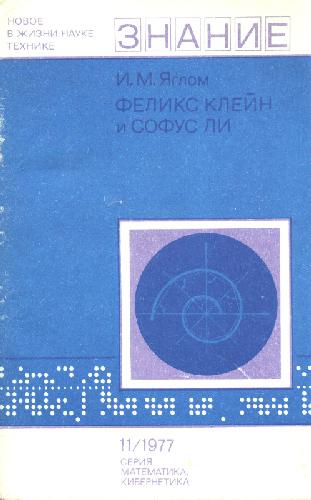 НОВОЕ
В ЖИЗНИ, НАУКЕ,
ТЕХНИКЕ
ЗНАНИЕ
И. М. Яглом
ФЕЛИКС КЛЕЙН
И СОФУС ЛИ
11/1977
СЕРИЯ
МАТЕМАТИКА,
КИБЕРНЕТИКА